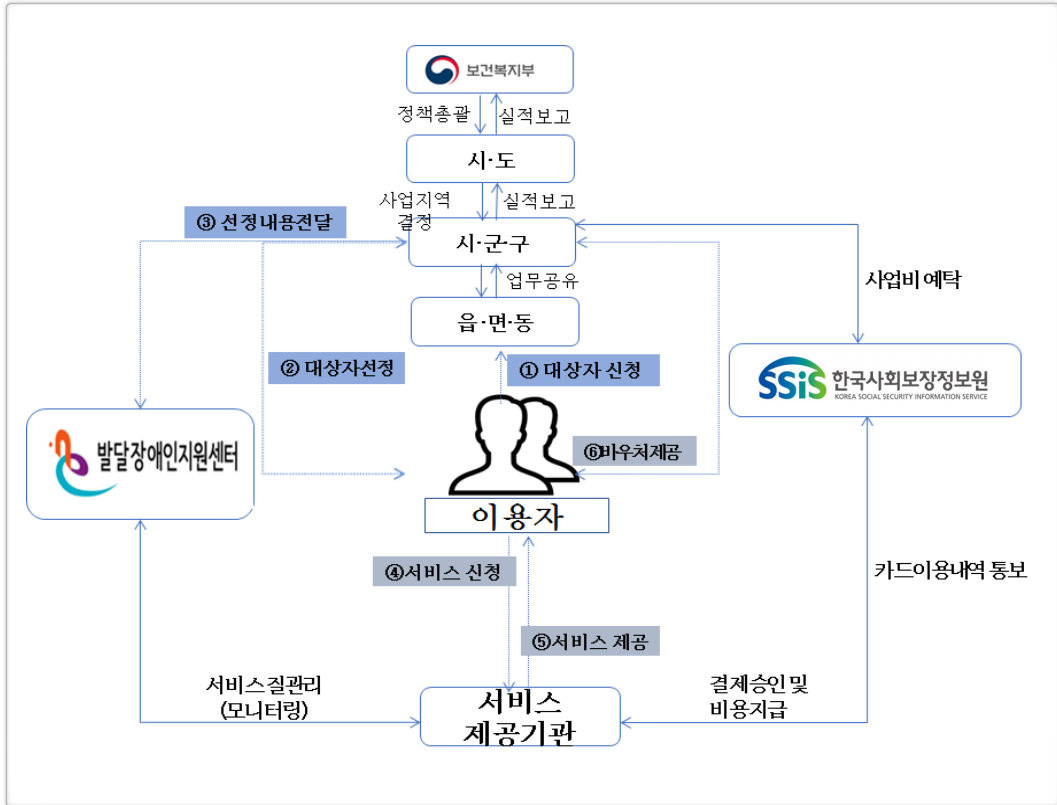 보건복지부
정책총괄
실적보고
시·도
사업지역
결정
실적보고
③ 선정내용전달
시·군·구
사업비 예탁
업무공유
읍·면·동
② 대상자선정
① 대상자 신청
SSiS 한국사회보장정보원
KOREA SOCIAL SECURITY INFORMATION SERVICE
발달장애인지원센터
⑥바우처제공
이용자
④서비스 신청
카드이용내역 통보
⑤서비스 제공
서비스질관리
(모니터링)
서비스
제공기관
결제승인 및
비용지급